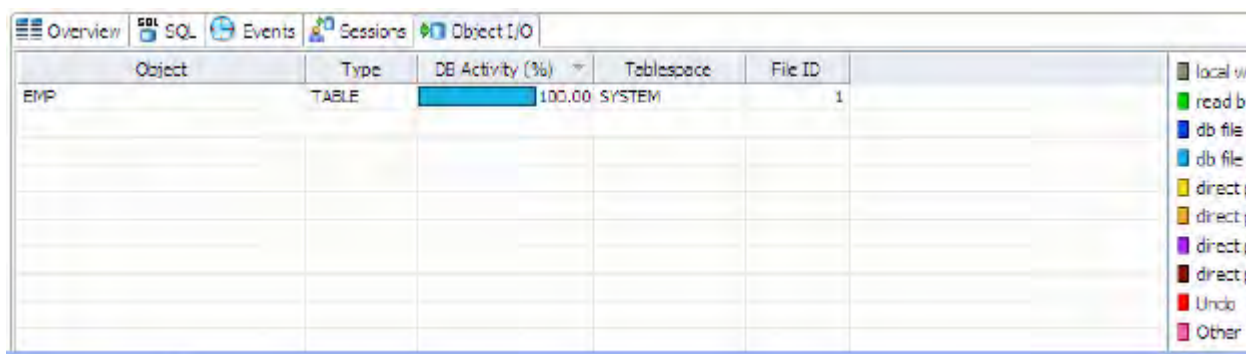 Overview SQL Events Sessions Object I/O
Object Type DB Activity (%) Tablespace File ID
EMP TABLE 100.00 SYSTEM 1
local
read
db file
db file
direct
direct
direct
direct
Undo
Other